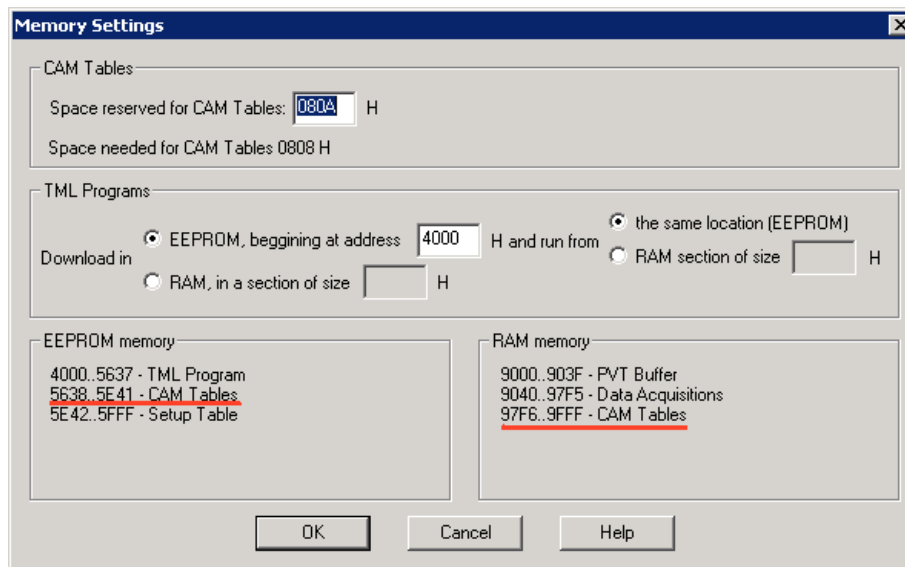 Memory Settings
CAM Tables
Space reserved for CAM Tables: 080A H
Space needed for CAM Tables 0808 H
TML Programs
Download in
EEPROM, beggining at address 4000 H and run from
RAM, in a section of size H
the same location (EEPROM)
RAM section of size H
EEPROM memory
4000..5637 - TML Program
5638..5E41 - CAM Tables
5E42..5FFF - Setup Table
RAM memory
9000..903F - PVT Buffer
9040..97F5 - Data Acquisitions
97F6..9FFF - CAM Tables
OK Cancel Help